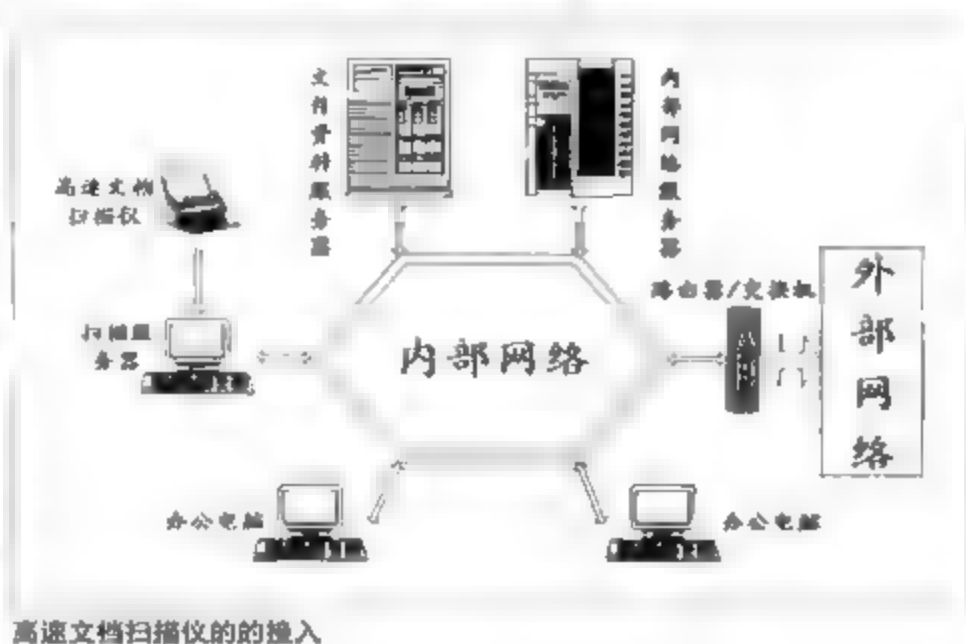 文件资料服务器
内部网络服务器
高速文档
扫描仪
扫描服
务器
内部网络
路由器/交换机
外部网络
办公电脑
办公电脑
高速文档扫描仪的的接入